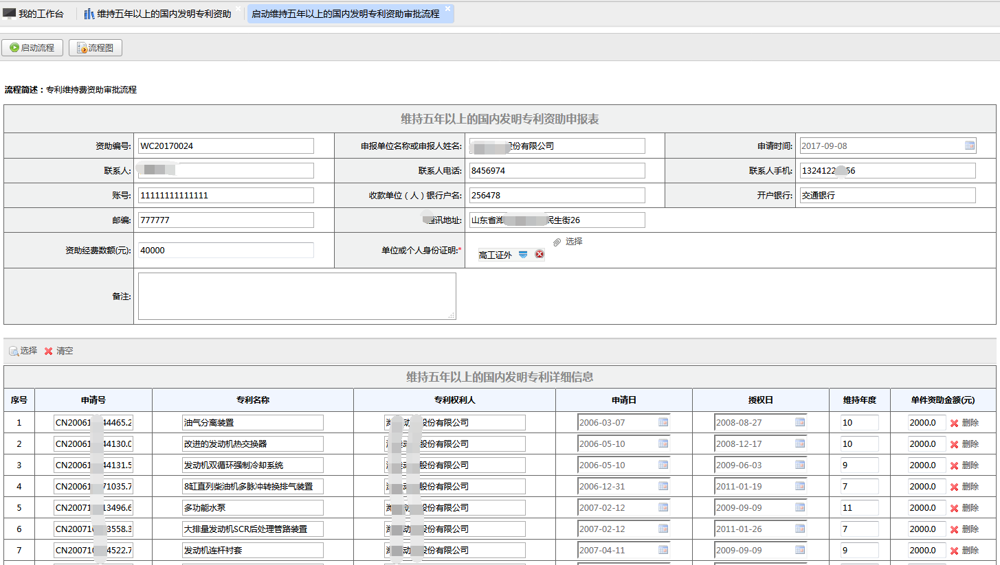 我的工作台 维持五年以上的国内发明专利资助 启动维持五年以上的国内发明专利资助审批流程
启动流程 流程图
流程简述：专利维持费资助审批流程
维持五年以上的国内发明专利资助申报表
资助编号: WC20170024 申报单位名称或申报人姓名: 份有限公司 申请时间: 2017-09-08
联系人: 联系人电话: 8456974 联系人手机: 1324122 56
账号: 11111111111111 收款单位（人）银行户名: 256478 开户银行: 交通银行
邮编: 777777 通讯地址: 山东省潍 民生街26
资助经费数额(元): 40000 单位或个人身份证明:* 选择
高工证外
备注:
选择 清空
维持五年以上的国内发明专利详细信息
序号 申请号 专利名称 专利权利人 申请日 授权日 维持年度 单件资助金额(元)
1 CN20061 44465.2 油气分离装置 潍 动 股份有限公司 2006-03-07 2008-08-27 10 2000.0 删除
2 CN20061 44130.0 改进的发动机热交换器 股份有限公司 2006-05-10 2008-12-17 10 2000.0 删除
3 CN20061 44131.5 发动机双循环强制冷却系统 股份有限公司 2006-05-10 2009-06-03 9 2000.0 删除
4 CN20061 71035.7 8缸直列柴油机多脉冲转换排气装置 股份有限公司 2006-12-31 2011-01-19 7 2000.0 删除
5 CN20071 13496.6 多功能水泵 潍 动 股份有限公司 2007-02-12 2009-09-09 11 2000.0 删除
6 CN20071 3558.3 大排量发动机SCR后处理管路装置 潍 动 股份有限公司 2007-02-12 2011-01-26 7 2000.0 删除
7 CN20071 4522.7 发动机连杆衬套 潍 动 股份有限公司 2007-04-11 2009-09-09 9 2000.0 删除